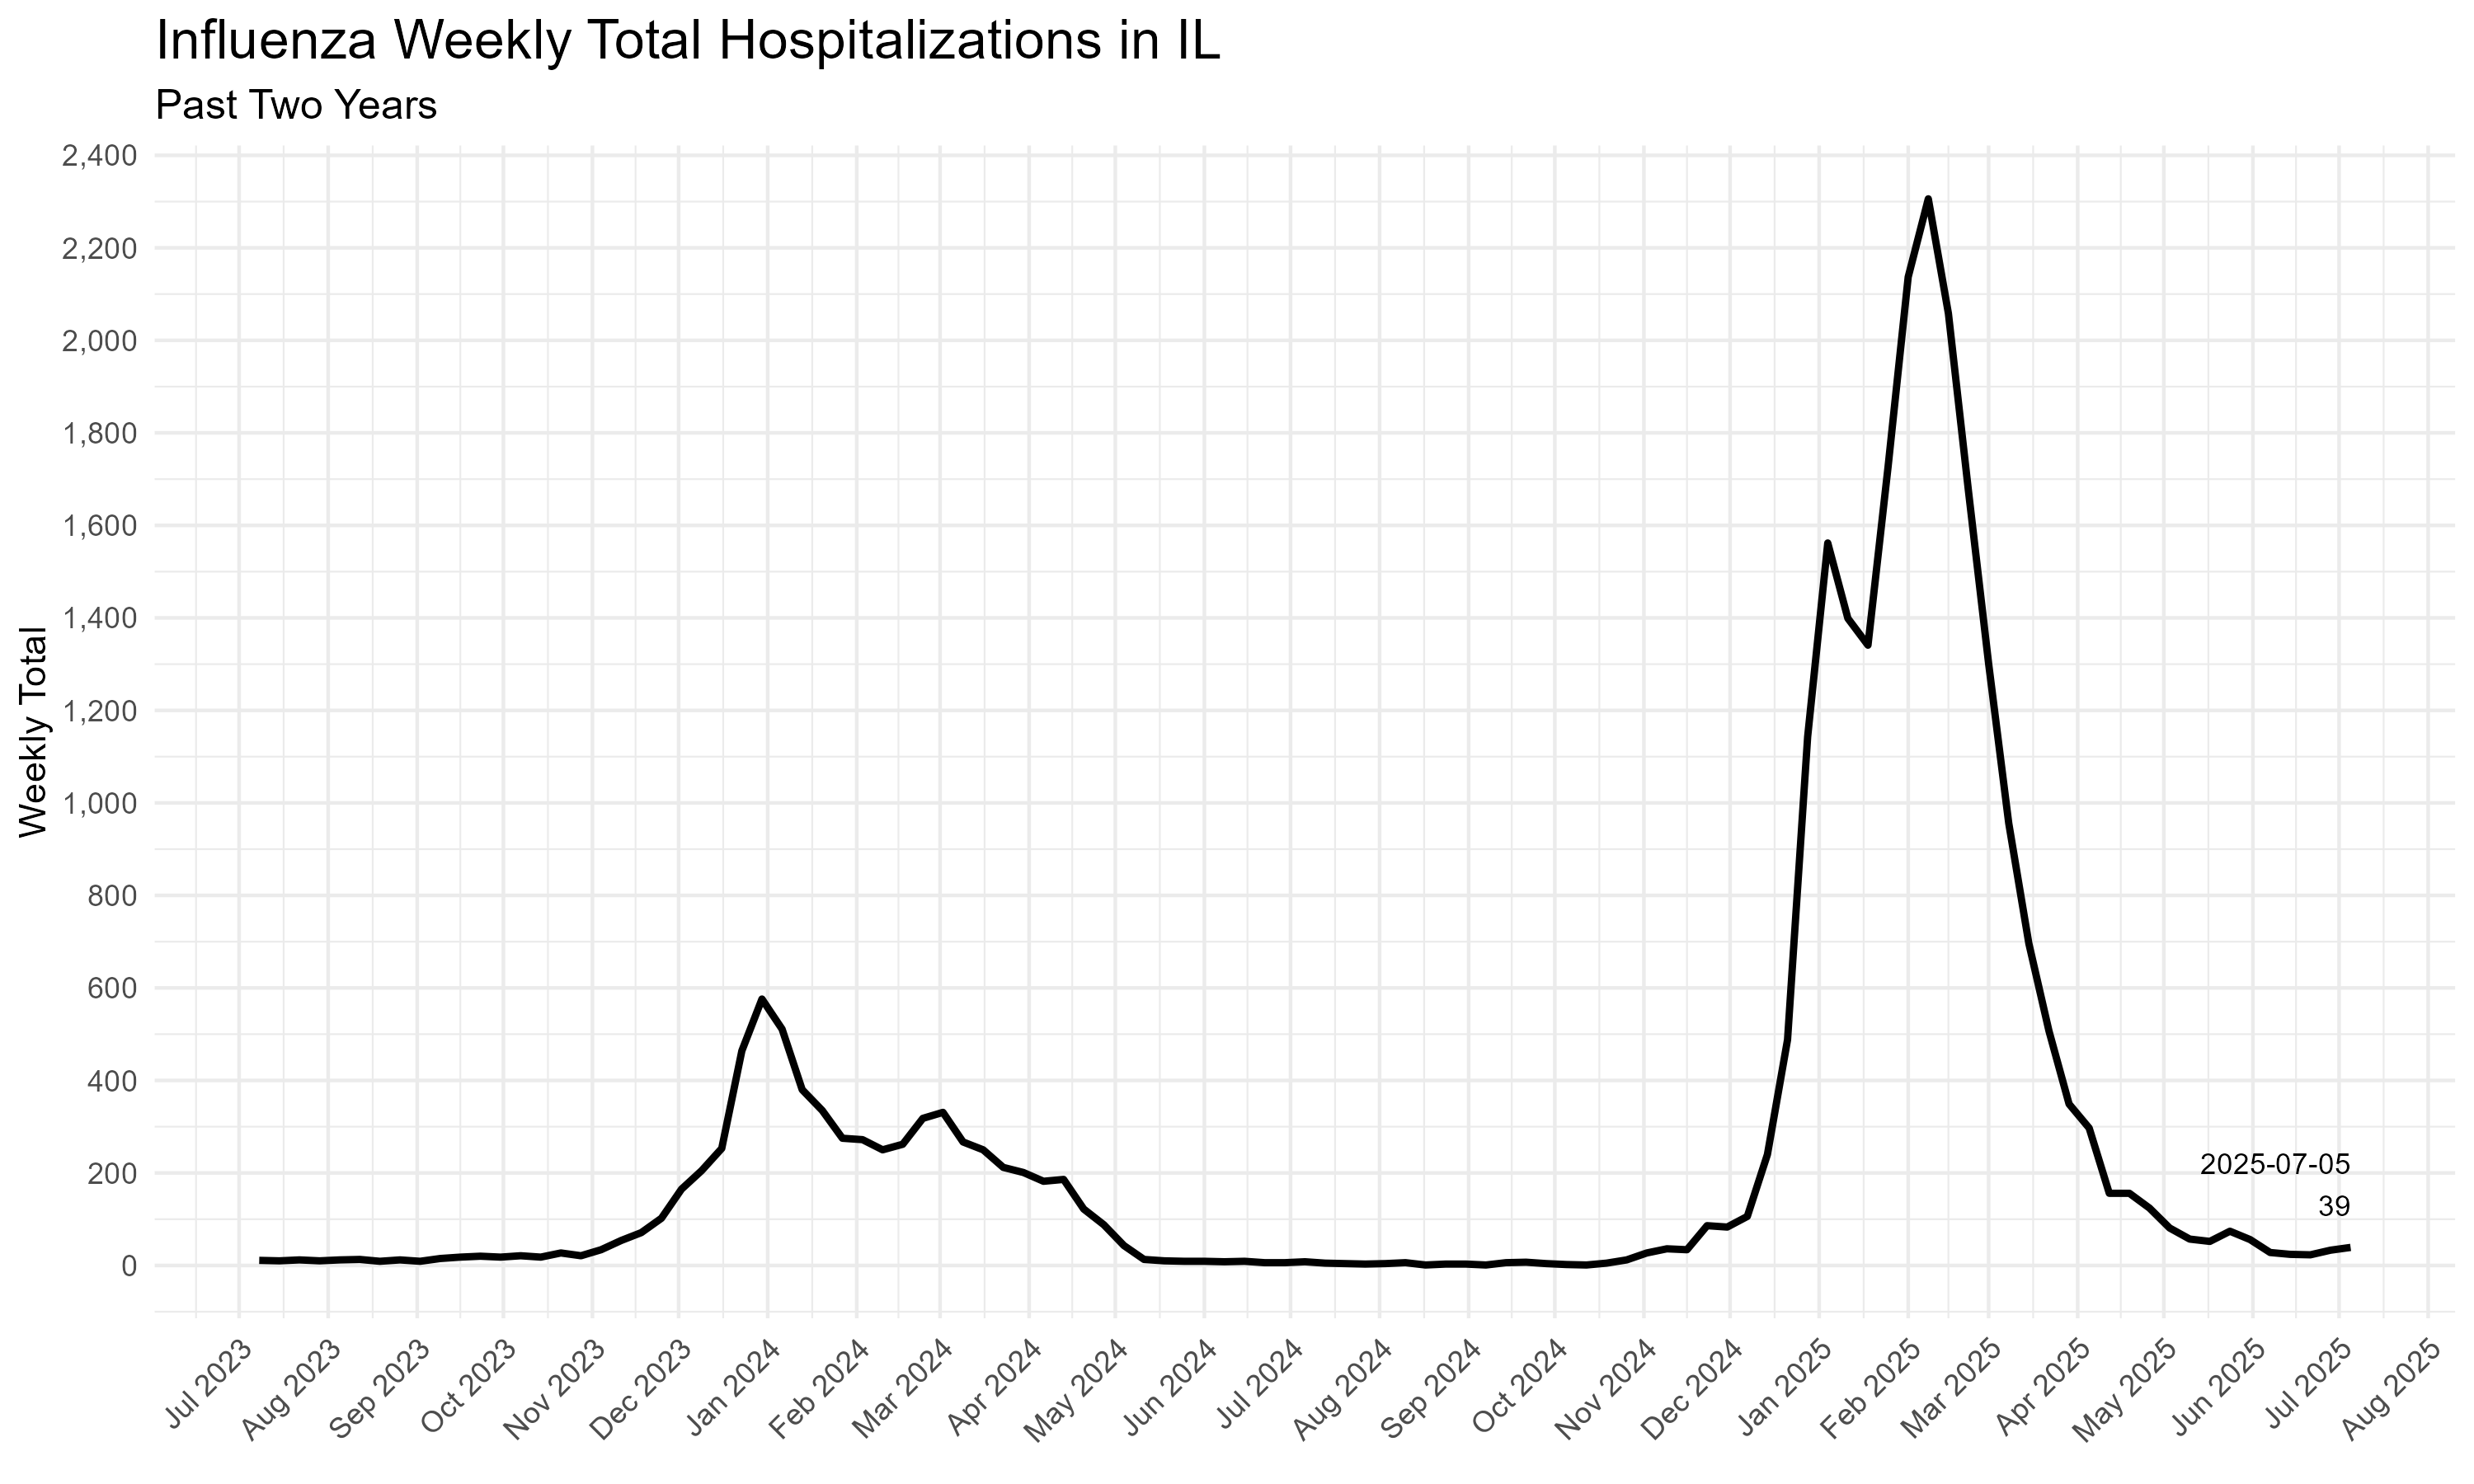 Influenza Weekly Total Hospitalizations in IL
Past Two Years
2,400
2,200
2,000
1,800
1,600
1,400
1,200
1,000
800
600
400
200
0
Weekly Total
2025-07-05
39
Jul 2023
Aug 2023
Sep 2023
Oct 2023
Nov 2023
Dec 2023
Jan 2024
Feb 2024
Mar 2024
Apr 2024
May 2024
Jun 2024
Jul 2024
Aug 2024
Sep 2024
Oct 2024
Nov 2024
Dec 2024
Jan 2025
Feb 2025
Mar 2025
Apr 2025
May 2025
Jun 2025
Jul 2025
Aug 2025